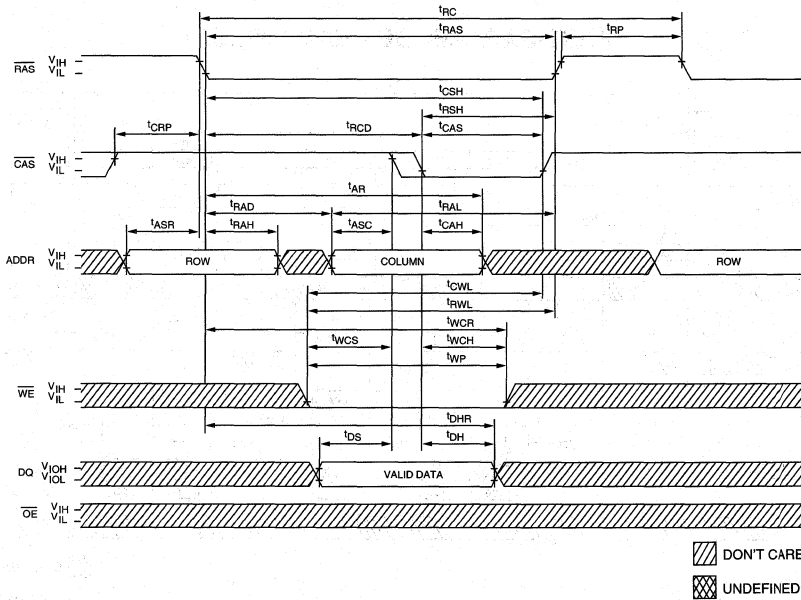 tRC
tRAS
tRP
RAS VIH
VIL
tCSH
tRSH
tCRP tRCD tCAS
CAS VIH
VIL
tAR
tRAD tRAL
tASR tRAH tASC tCAH
ADDR VIH
VIL
ROW COLUMN ROW
tCWL
tRWL
tWCR
tWCS tWCH
tWP
WE VIH
VIL
tDHR
tDS tDH
DQ VIOH
VIOL
VALID DATA
OE VIH
VIL
DON'T CARE
UNDEFINED